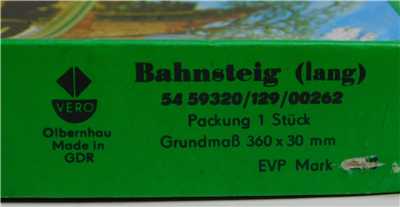 VERO
Olbernhau
Made in
GDR
Bahnsteig (lang)
54 59320/129/00262
Packung 1 Stück
Grundmaß 360 x 30 mm
EVP Mark